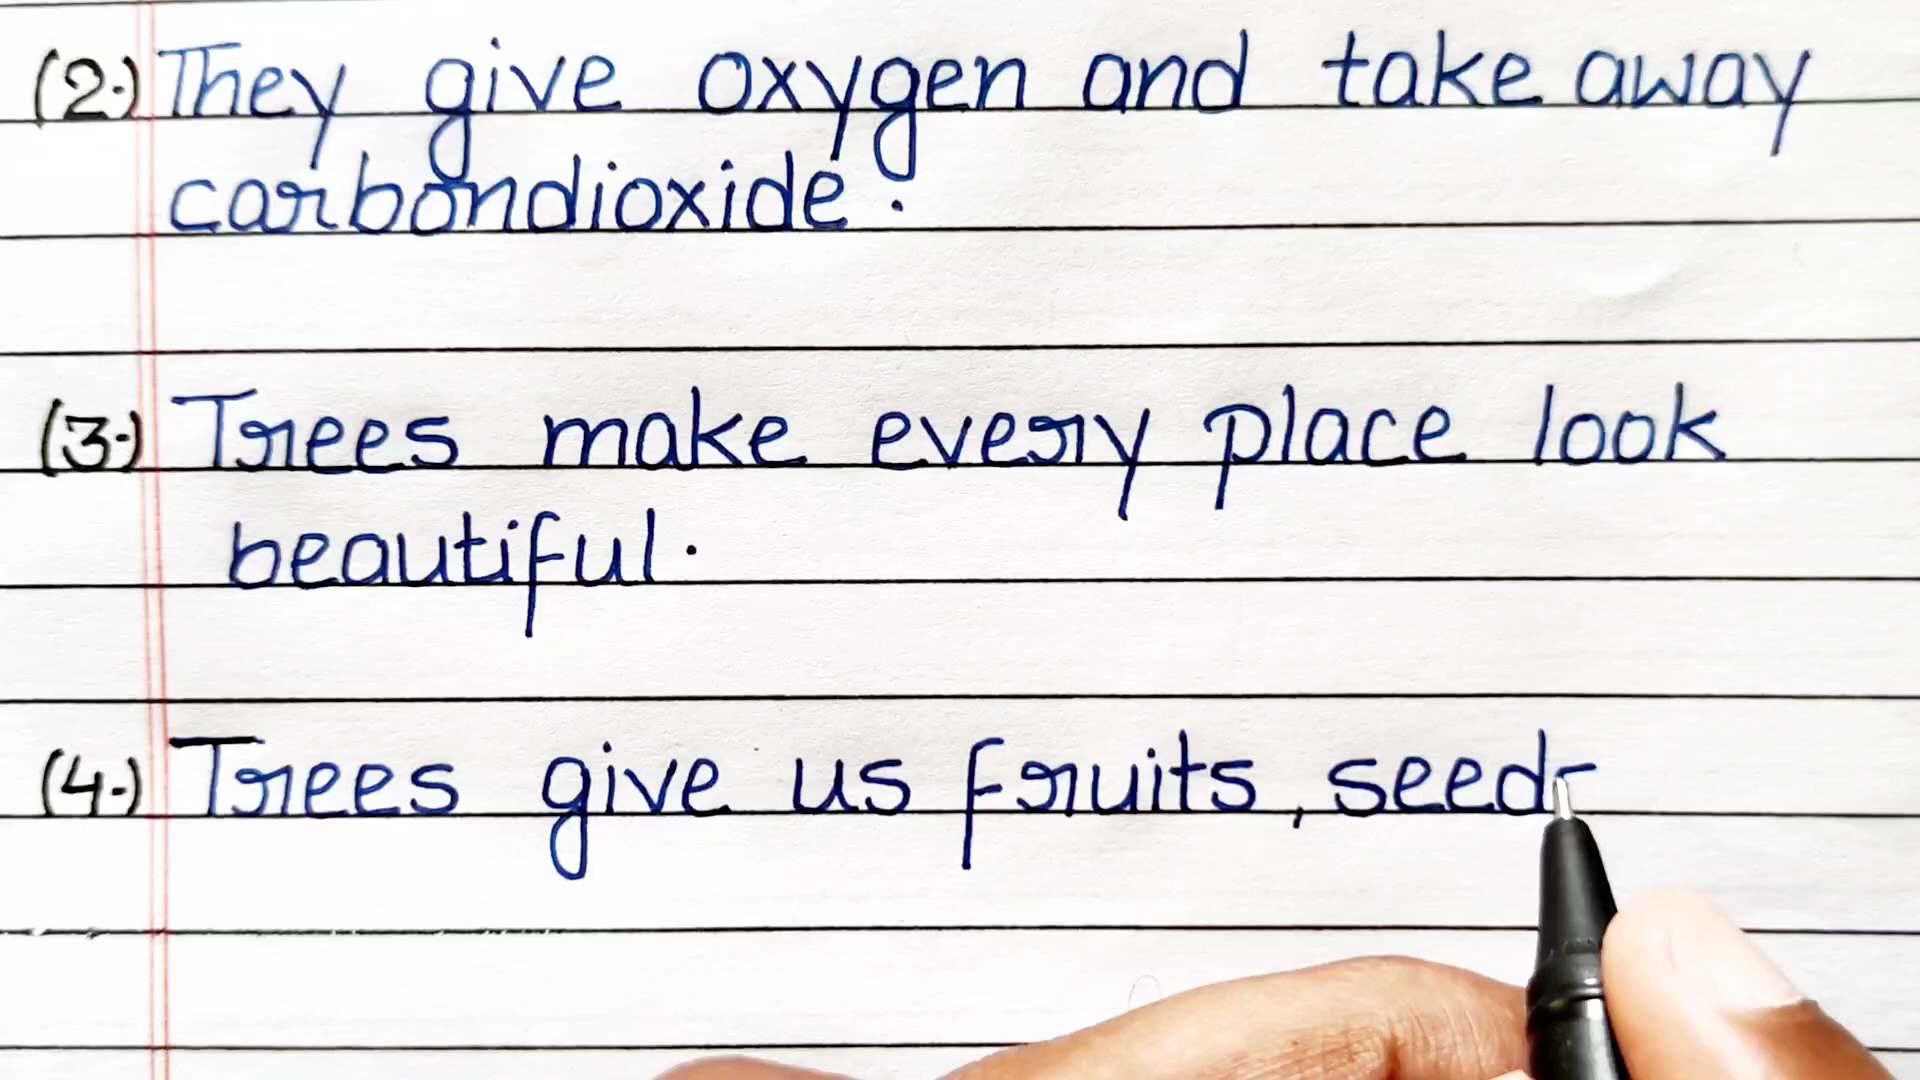 (2.) They give oxygen and take away
carbondioxide.
(3.) Trees make every place look
beautiful.
(4.) Trees give us fruits, seeds